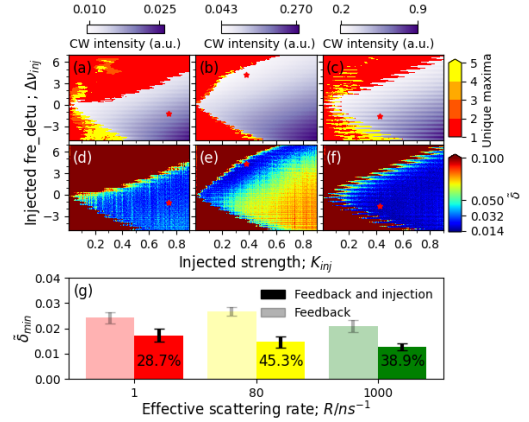 0.010 0.025 0.043 0.270 0.2 0.9
CW intensity (a.u.) CW intensity (a.u.) CW intensity (a.u.)
(a) (b) (c)
6
3
0
−3
5
4
3
2
1
Unique maxima
(d) (e) (f)
6
3
0
−3
0.100
0.050
0.030
0.014
δ̃
Injected fre_detu ; Δν_inj
0.2 0.4 0.6 0.8 0.2 0.4 0.6 0.8 0.2 0.4 0.6 0.8
Injected strength; K_inj
(g)
Feedback and injection
Feedback
0.04
0.03
0.02
0.01
0.00
δ̃_min
28.7% 45.3% 38.9%
1 80 1000
Effective scattering rate; R/ns⁻¹